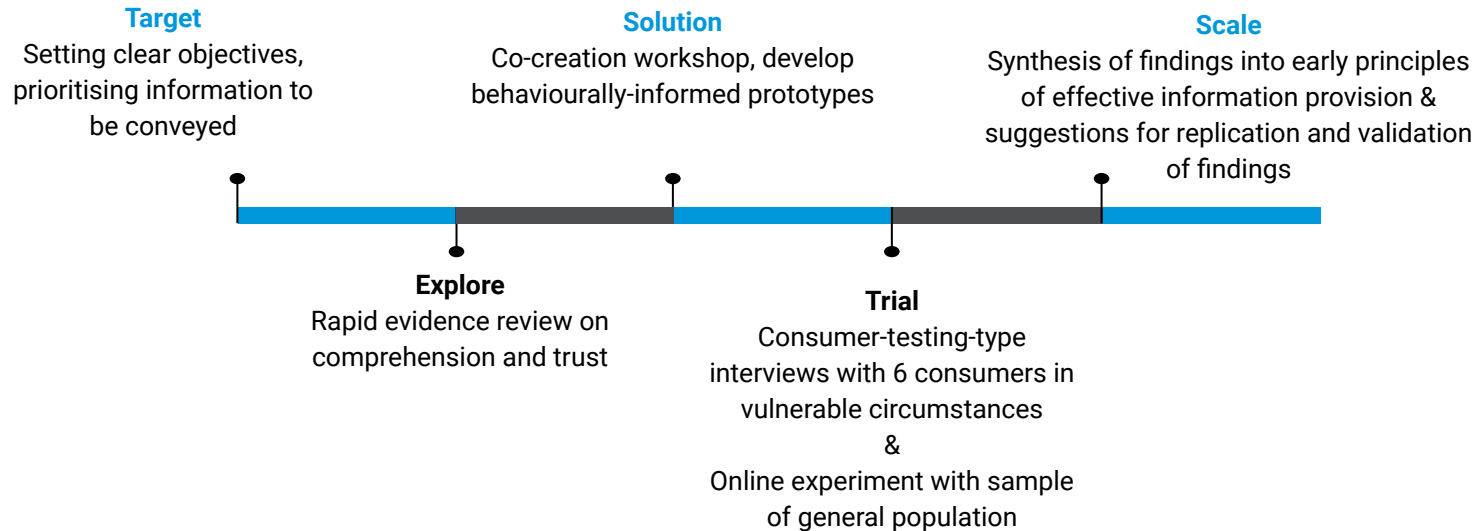 Target
Setting clear objectives,
prioritising information to
be conveyed
Explore
Rapid evidence review on
comprehension and trust
Solution
Co-creation workshop, develop
behaviourally-informed prototypes
Trial
Consumer-testing-type
interviews with 6 consumers in
vulnerable circumstances
&
Online experiment with sample
of general population
Scale
Synthesis of findings into early principles
of effective information provision &
suggestions for replication and validation
of findings